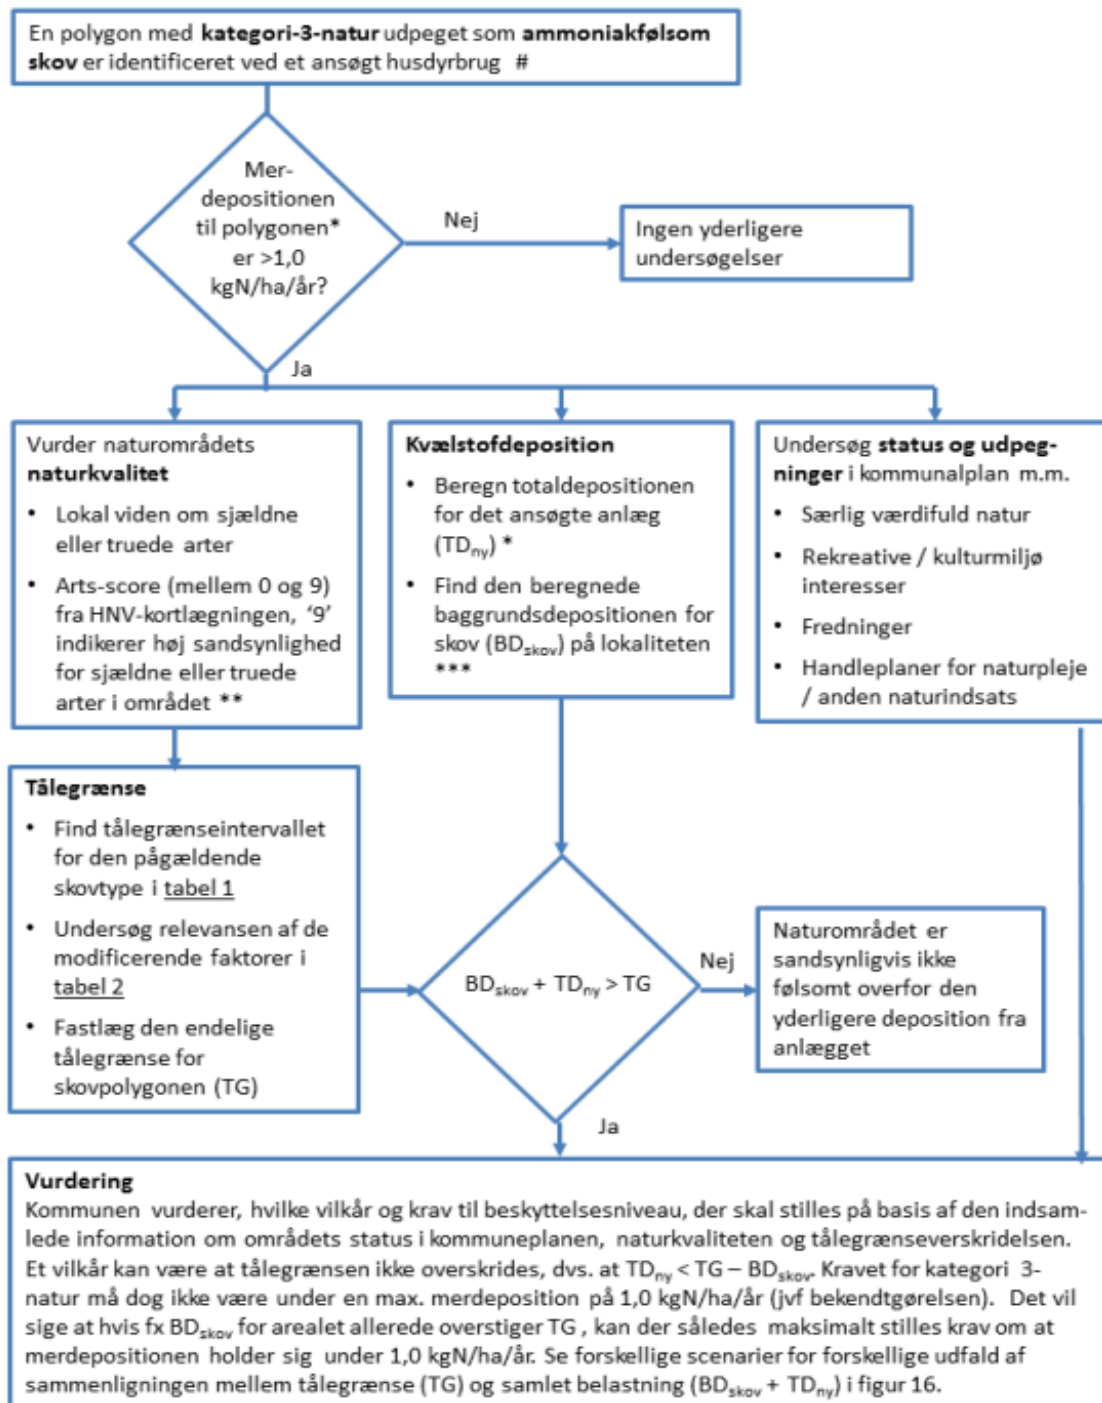 En polygon med kategori-3-natur udpeget som ammoniakfølsom
skov er identificeret ved et ansøgt husdyrbrug #
Mer-
depositionen
til polygonen*
er >1,0
kgN/ha/år?
Nej
Ingen yderligere
undersøgelser
Ja
Vurder naturområdets
naturkvalitet
• Lokal viden om sjældne
eller truede arter
• Arts-score (mellem 0 og 9)
fra HNV-kortlægningen, ‘9’
indikerer høj sandsynlighed
for sjældne eller truede
arter i området **
Kvælstofdeposition
• Beregn totaldepositionen
for det ansøgte anlæg
(TDny) *
• Find den beregnede
baggrundsdepositionen for
skov (BDskov) på lokaliteten
***
Undersøg status og udpeg-
ninger i kommunalplan m.m.
• Særlig værdifuld natur
• Rekreative / kulturmiljø
interesser
• Fredninger
• Handleplaner for naturpleje
/ anden naturindsats
Tålegrænse
• Find tålegrænseintervallet
for den pågældende
skovtype i tabel 1
• Undersøg relevansen af de
modificerende faktorer i
tabel 2
• Fastlæg den endelige
tålegrænse for
skovpolygonen (TG)
BDskov + TDny > TG
Nej
Naturområdet er
sandsynligvis ikke
følsomt overfor den
yderligere deposition fra
anlægget
Ja
Vurdering
Kommunen vurderer, hvilke vilkår og krav til beskyttelsesniveau, der skal stilles på basis af den indsam-
lede information om områdets status i kommuneplanen, naturkvaliteten og tålegrænseverskridelsen.
Et vilkår kan være at tålegrænsen ikke overskrides, dvs. at TDny < TG – BDskov. Kravet for kategori 3-
natur må dog ikke være under en max. merdeposition på 1,0 kgN/ha/år (jvf bekendtgørelsen). Det vil
sige at hvis fx BDskov for arealet allerede overstiger TG , kan der således maksimalt stilles krav om at
merdepositionen holder sig under 1,0 kgN/ha/år. Se forskellige scenarier for forskellige udfald af
sammenligningen mellem tålegrænse (TG) og samlet belastning (BDskov + TDny) i figur 16.